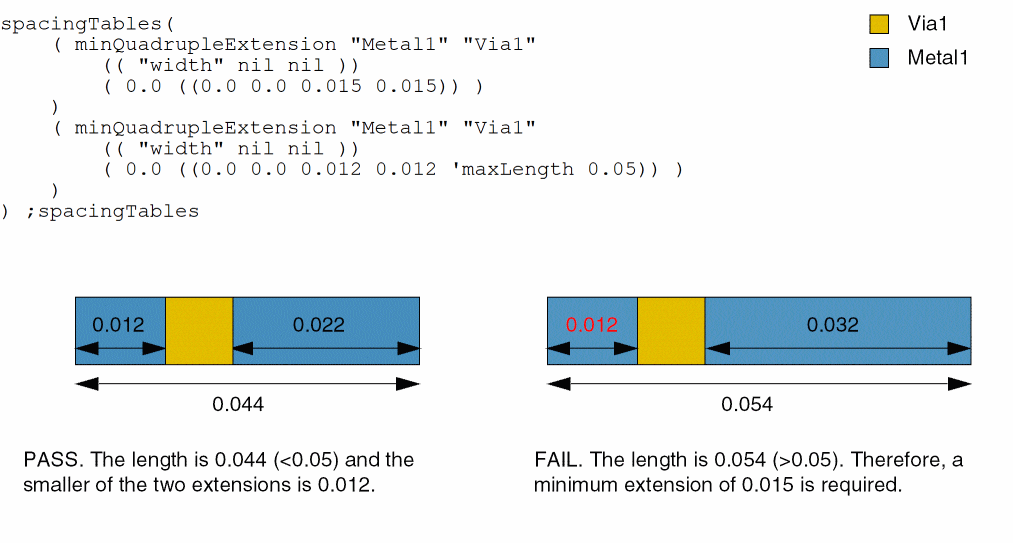 spacingTables(
( minQuadrupleExtension "Metal1" "Via1"
(( "width" nil nil ))
( 0.0 ((0.0 0.0 0.015 0.015)) )
)
( minQuadrupleExtension "Metal1" "Via1"
(( "width" nil nil ))
( 0.0 ((0.0 0.0 0.012 0.012 'maxLength 0.05)) )
)
) ;spacingTables
Via1
Metal1
0.012
0.022
0.044
PASS. The length is 0.044 (<0.05) and the
smaller of the two extensions is 0.012.
0.012
0.032
0.054
FAIL. The length is 0.054 (>0.05). Therefore, a
minimum extension of 0.015 is required.